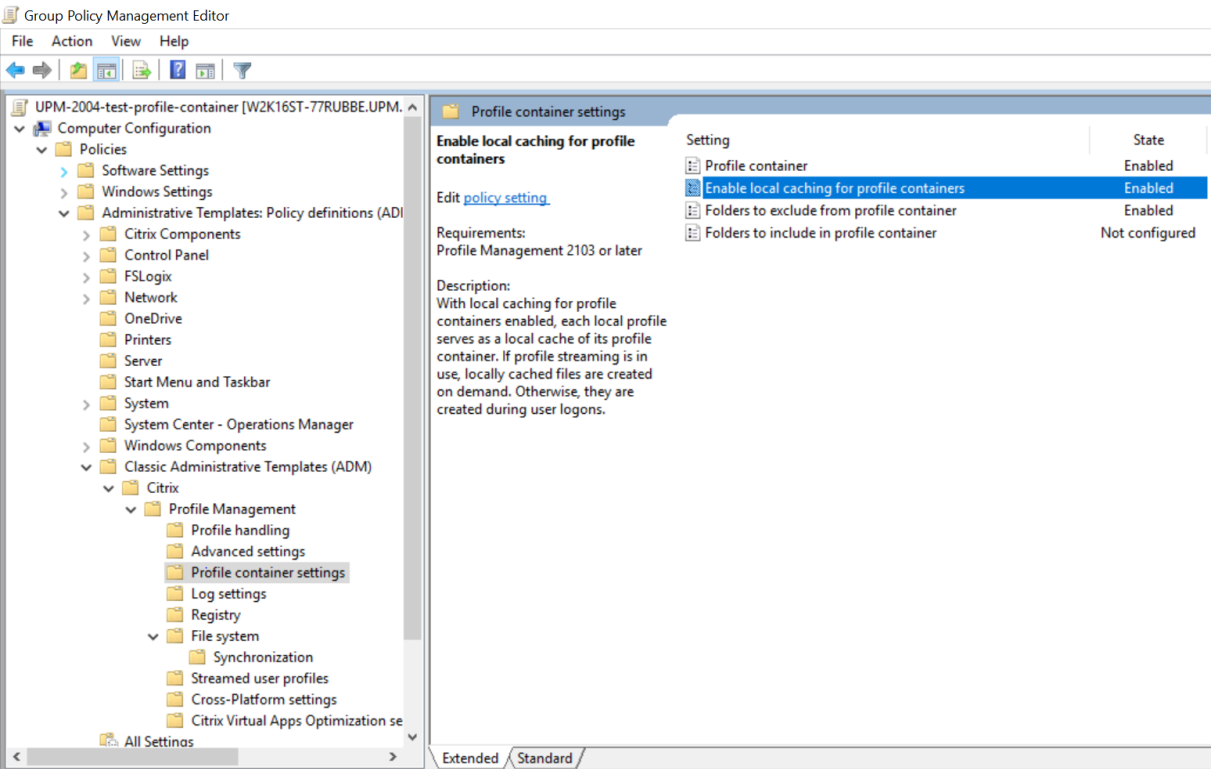 Group Policy Management Editor
File Action View Help
UPM-2004-test-profile-container [W2K16ST-77RUBBE.UPM.
Computer Configuration
Policies
Software Settings
Windows Settings
Administrative Templates: Policy definitions (ADI
Citrix Components
Control Panel
FSLogix
Network
OneDrive
Printers
Server
Start Menu and Taskbar
System
System Center - Operations Manager
Windows Components
Classic Administrative Templates (ADM)
Citrix
Profile Management
Profile handling
Advanced settings
Profile container settings
Log settings
Registry
File system
Synchronization
Streamed user profiles
Cross-Platform settings
Citrix Virtual Apps Optimization se
All Settings
Profile container settings
Enable local caching for profile
containers
Edit policy setting
Requirements:
Profile Management 2103 or later
Description:
With local caching for profile
containers enabled, each local profile
serves as a local cache of its profile
container. If profile streaming is in
use, locally cached files are created
on demand. Otherwise, they are
created during user logons.
Setting State
Profile container Enabled
Enable local caching for profile containers Enabled
Folders to exclude from profile container Enabled
Folders to include in profile container Not configured
Extended Standard